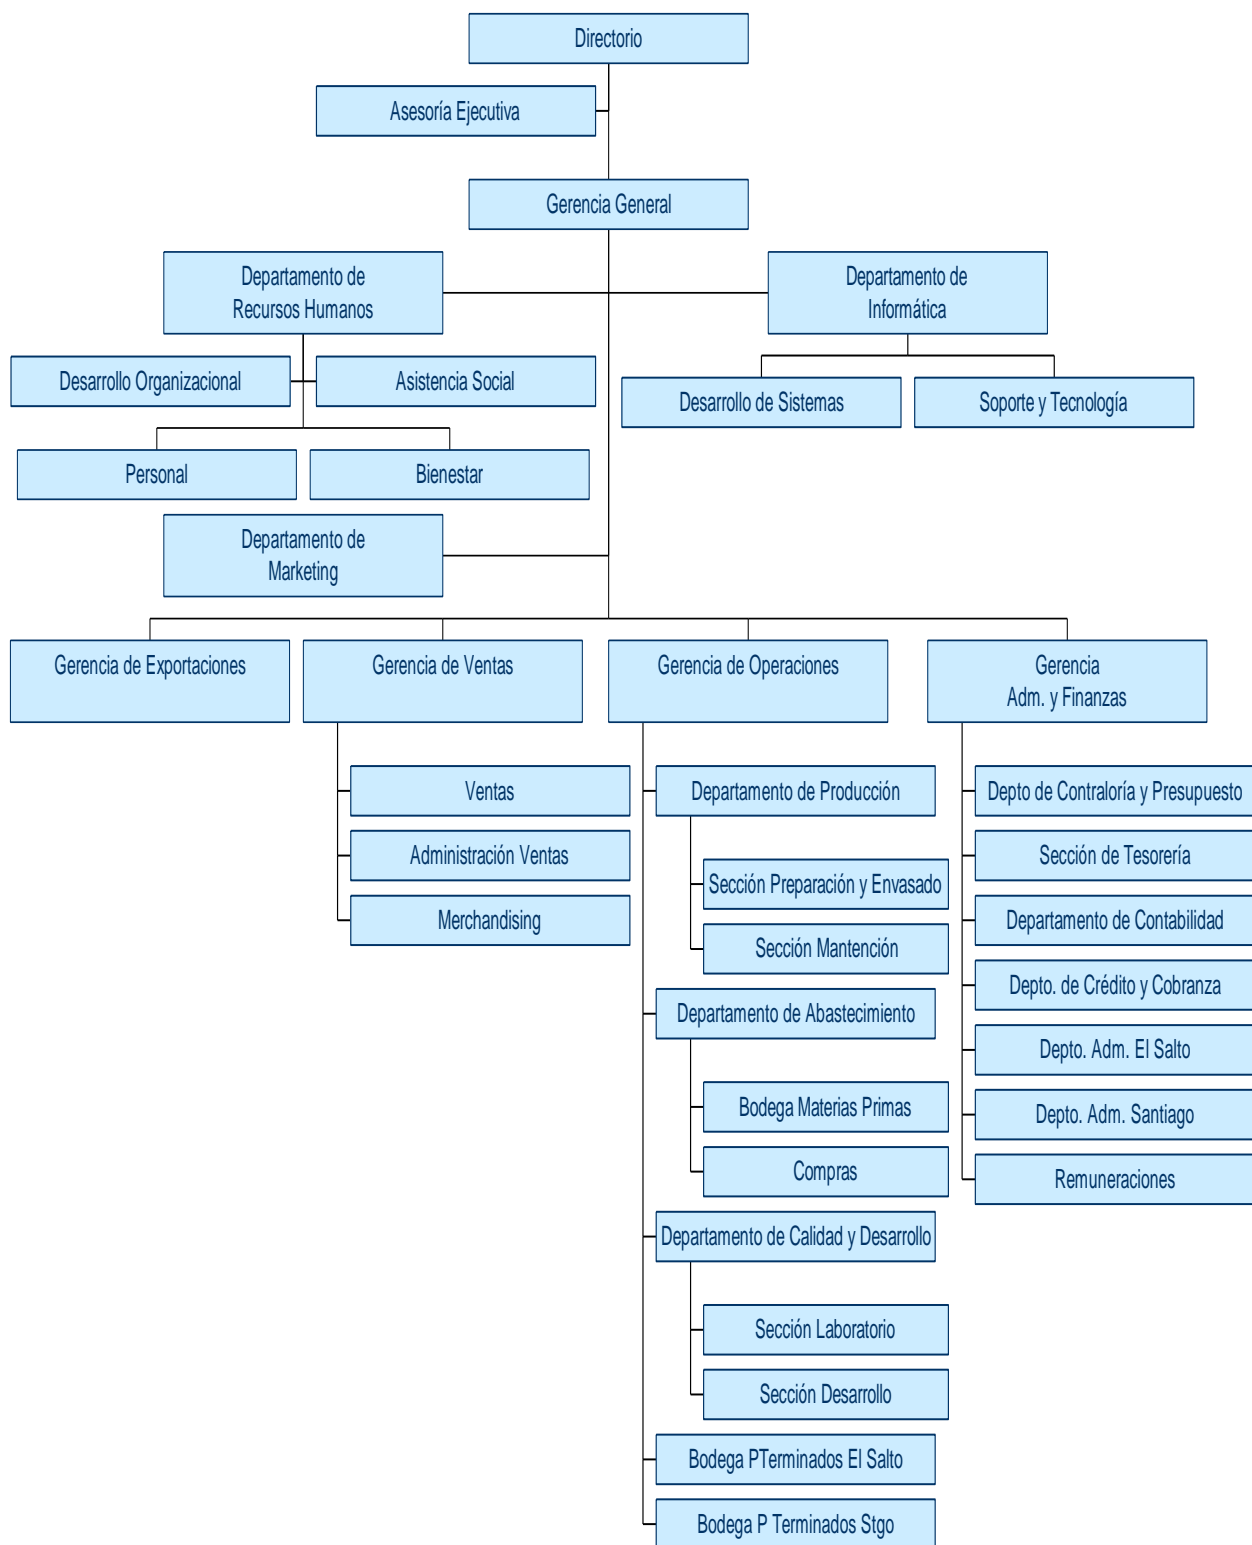 Directorio
Asesoría Ejecutiva
Gerencia General
Departamento de
Recursos Humanos
Departamento de
Informática
Desarrollo Organizacional
Asistencia Social
Desarrollo de Sistemas
Soporte y Tecnología
Personal
Bienestar
Departamento de
Marketing
Gerencia de Exportaciones
Gerencia de Ventas
Gerencia de Operaciones
Gerencia
Adm. y Finanzas
Ventas
Administración Ventas
Merchandising
Departamento de Producción
Sección Preparación y Envasado
Sección Mantención
Departamento de Abastecimiento
Bodega Materias Primas
Compras
Departamento de Calidad y Desarrollo
Sección Laboratorio
Sección Desarrollo
Bodega PTerminados El Salto
Bodega P Terminados Stgo
Depto de Contraloría y Presupuesto
Sección de Tesorería
Departamento de Contabilidad
Depto. de Crédito y Cobranza
Depto. Adm. El Salto
Depto. Adm. Santiago
Remuneraciones